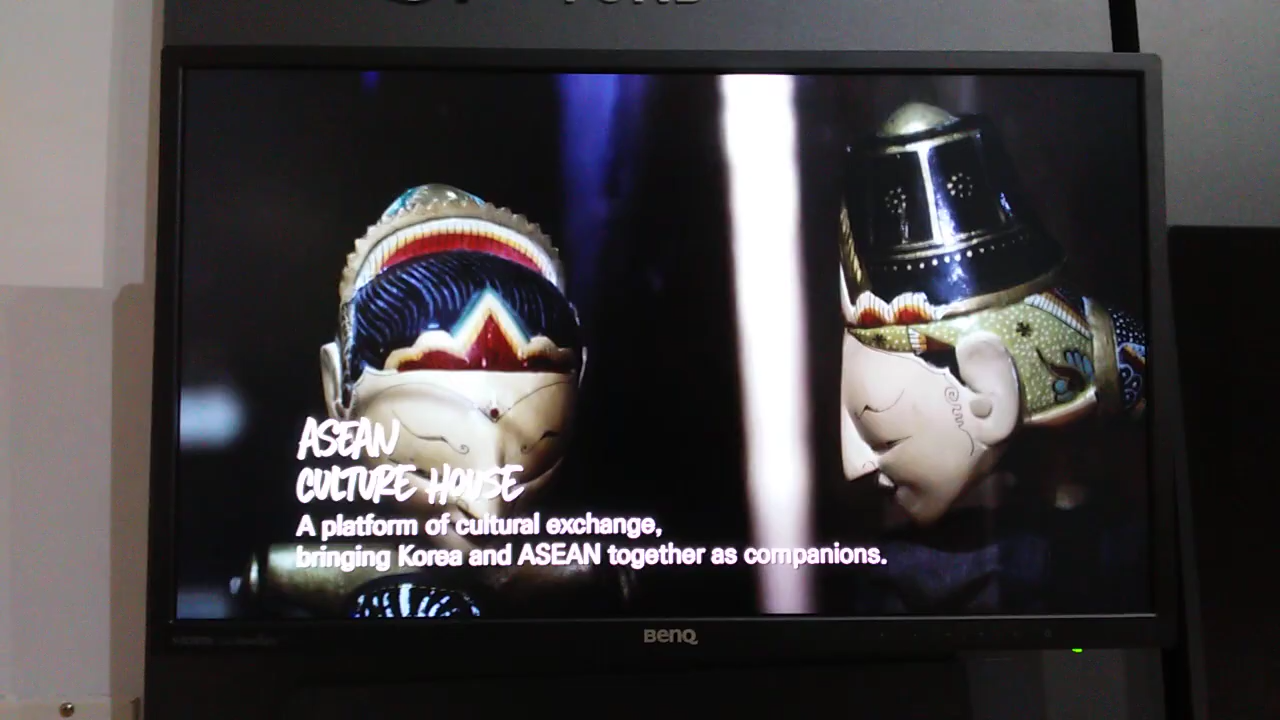 ASEAN
CULTURE HOUSE
A platform of cultural exchange,
bringing Korea and ASEAN together as companions.
BenQ